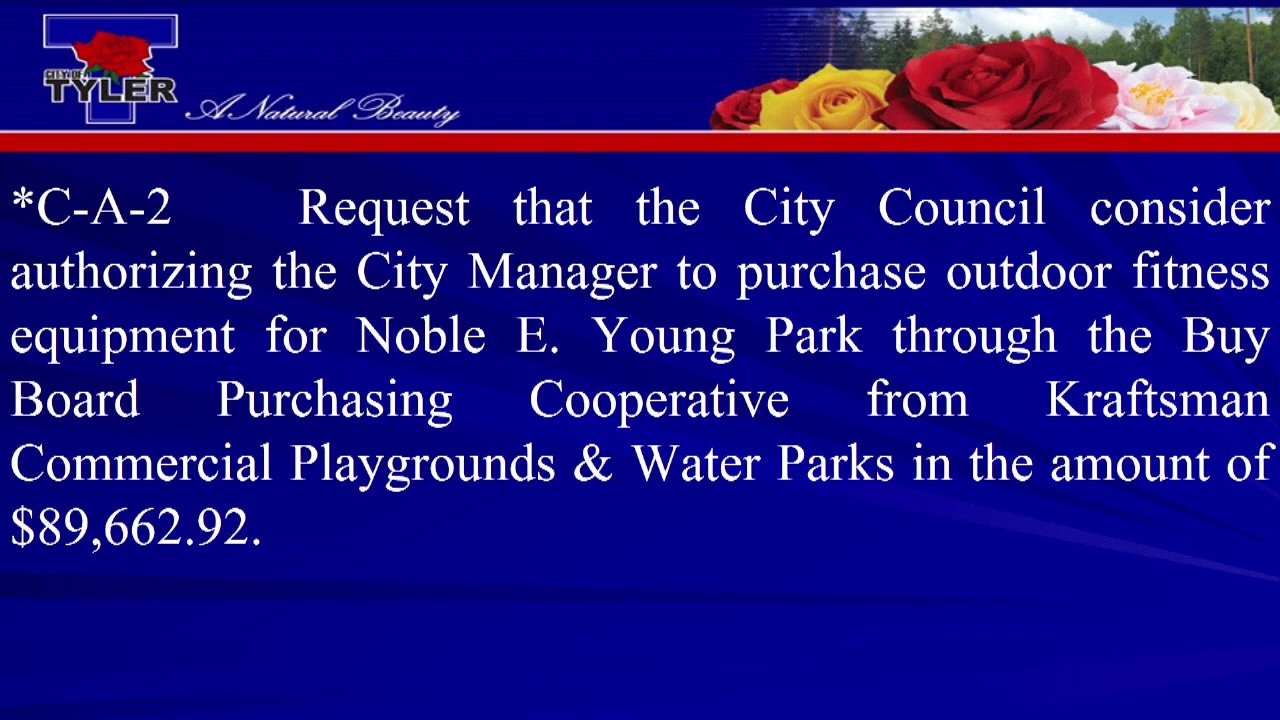 CITY OF
TYLER
A Natural Beauty
*C-A-2 Request that the City Council consider
authorizing the City Manager to purchase outdoor fitness
equipment for Noble E. Young Park through the Buy
Board Purchasing Cooperative from Kraftsman
Commercial Playgrounds & Water Parks in the amount of
$89,662.92.